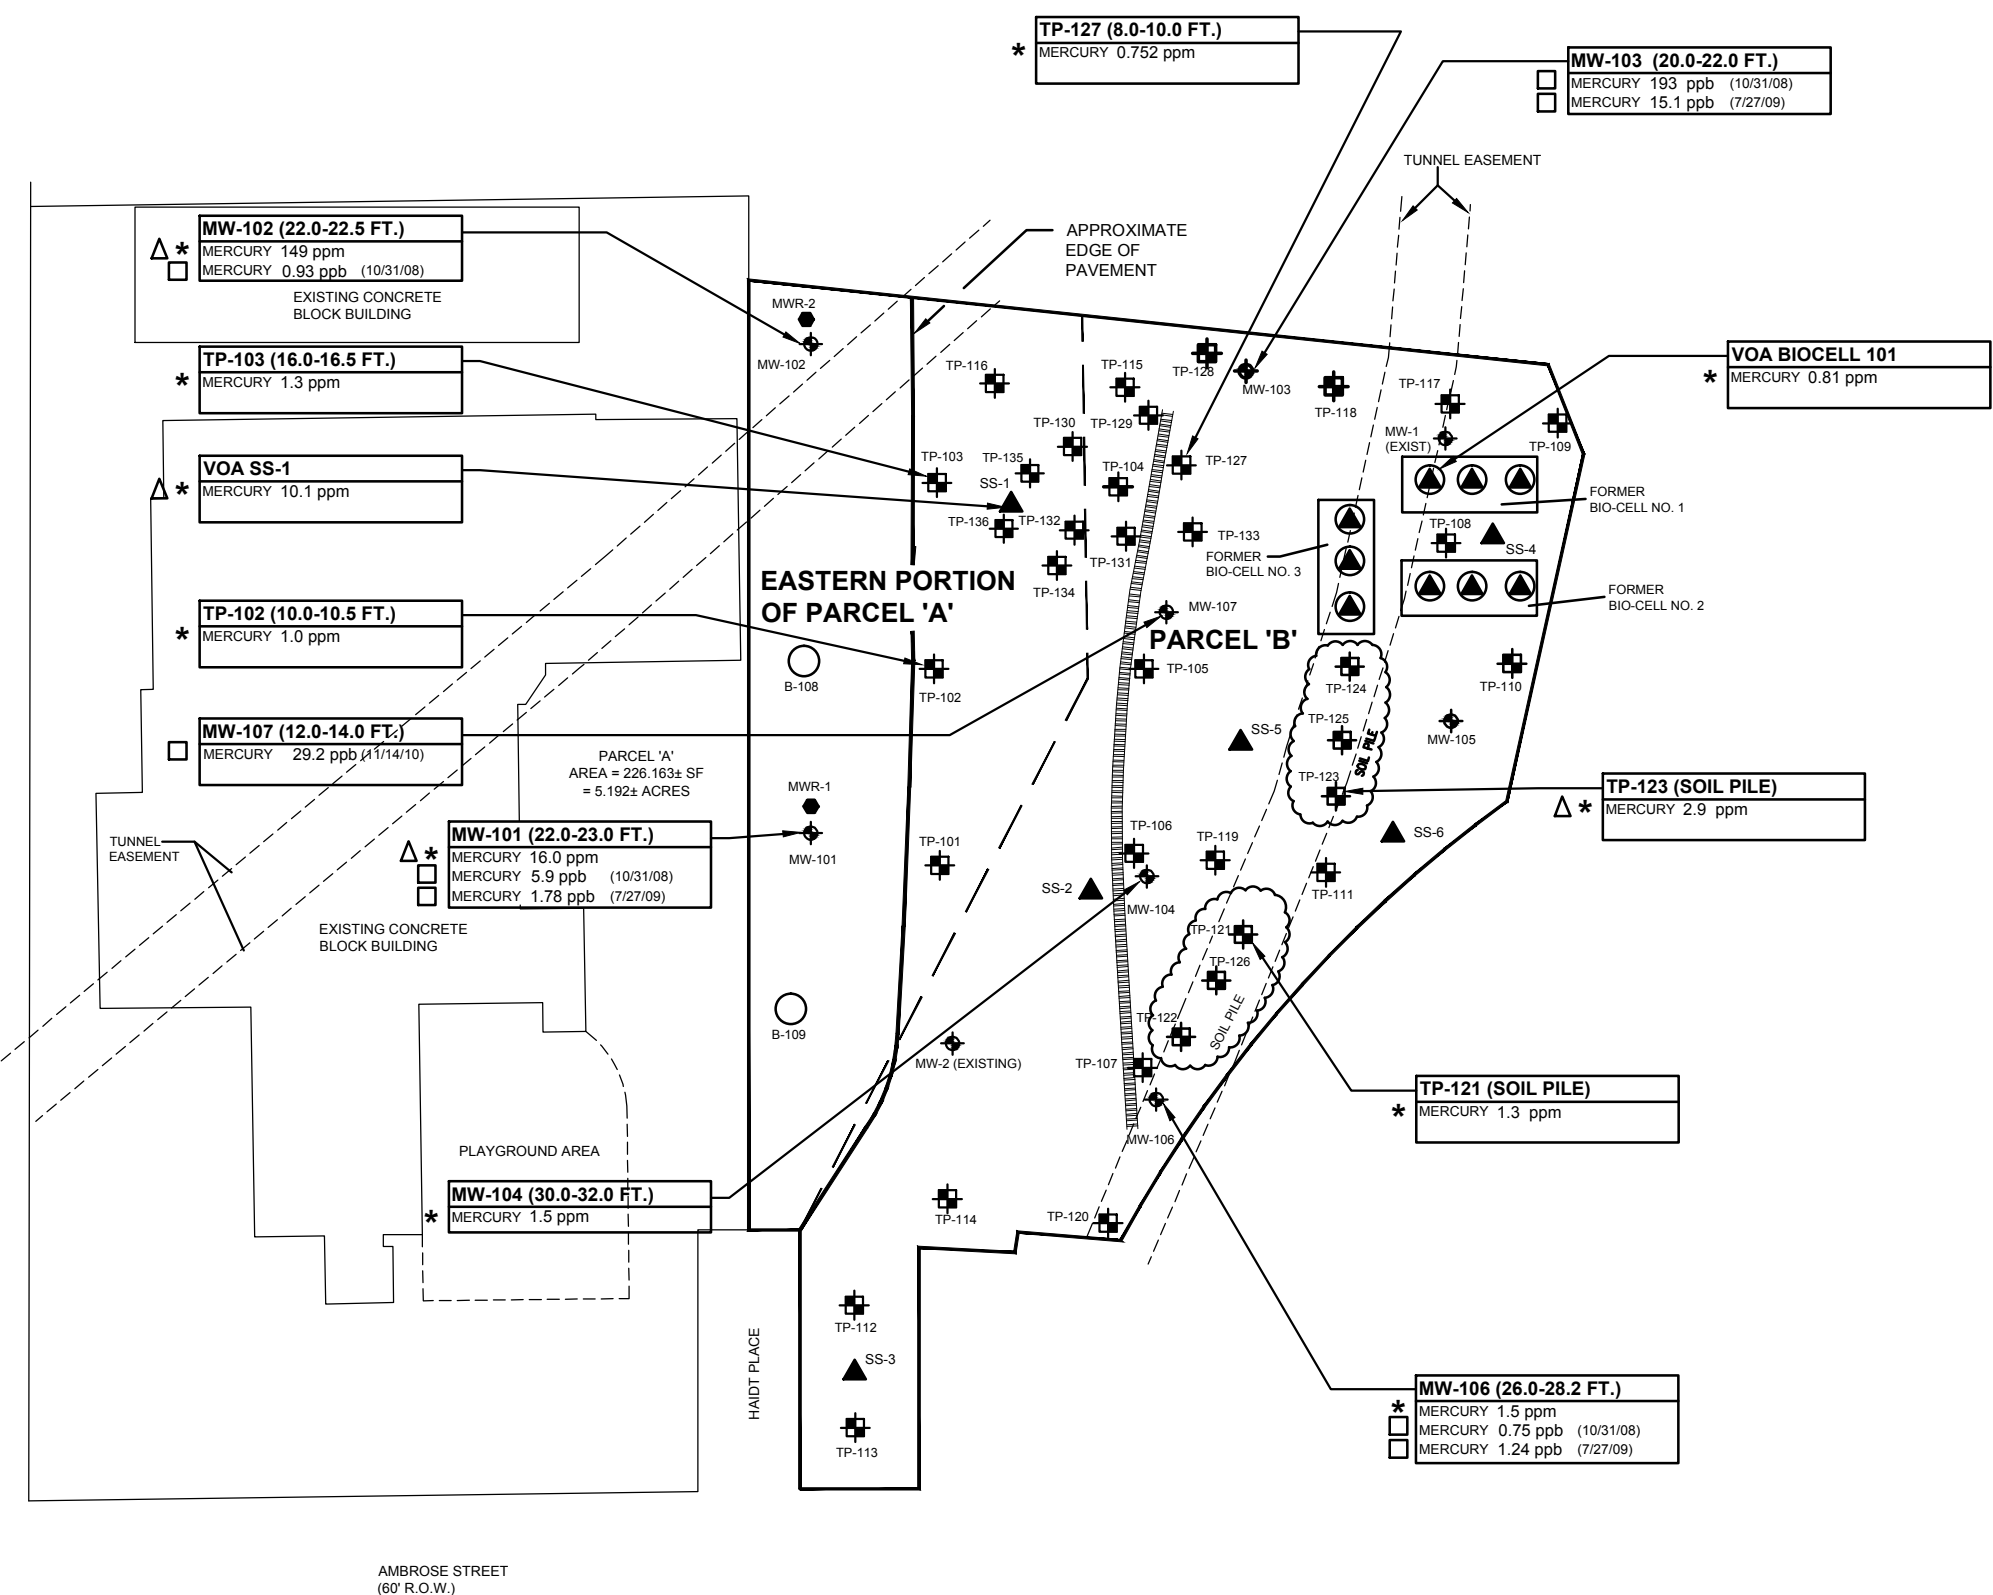 TP-127 (8.0-10.0 FT.)
* MERCURY 0.752 ppm
MW-103 (20.0-22.0 FT.)
MERCURY 193 ppb (10/31/08)
MERCURY 15.1 ppb (7/27/09)
TUNNEL EASEMENT
MW-102 (22.0-22.5 FT.)
* MERCURY 149 ppm
MERCURY 0.93 ppb (10/31/08)
EXISTING CONCRETE
BLOCK BUILDING
APPROXIMATE
EDGE OF
PAVEMENT
TP-103 (16.0-16.5 FT.)
* MERCURY 1.3 ppm
VOA BIOCELL 101
* MERCURY 0.81 ppm
VOA SS-1
* MERCURY 10.1 ppm
TP-102 (10.0-10.5 FT.)
* MERCURY 1.0 ppm
MW-107 (12.0-14.0 FT.)
MERCURY 29.2 ppb (11/14/10)
PARCEL 'A'
AREA = 226.163± SF
= 5.192± ACRES
MW-101 (22.0-23.0 FT.)
* MERCURY 16.0 ppm
MERCURY 5.9 ppb (10/31/08)
MERCURY 1.78 ppb (7/27/09)
TUNNEL
EASEMENT
EXISTING CONCRETE
BLOCK BUILDING
PLAYGROUND AREA
MW-104 (30.0-32.0 FT.)
* MERCURY 1.5 ppm
MWR-2
MW-102
TP-116
TP-115
TP-128
MW-103
TP-118
TP-117
MW-1
(EXIST)
TP-109
TP-130
TP-129
TP-103
TP-135
TP-104
TP-127
SS-1
TP-136
TP-132
TP-131
TP-133
TP-134
FORMER
BIO-CELL NO. 1
TP-108
SS-4
FORMER
BIO-CELL NO. 3
FORMER
BIO-CELL NO. 2
EASTERN PORTION
OF PARCEL 'A'
MW-107
PARCEL 'B'
B-108
TP-102
TP-105
TP-124
TP-110
TP-125
SOIL PILE
SS-5
MW-105
TP-123
TP-123 (SOIL PILE)
* MERCURY 2.9 ppm
MWR-1
MW-101
TP-101
TP-106
TP-119
SS-6
SS-2
MW-104
TP-111
TP-121
TP-126
SOIL PILE
TP-122
B-109
MW-2 (EXISTING)
TP-107
MW-106
TP-121 (SOIL PILE)
* MERCURY 1.3 ppm
TP-114
TP-120
TP-112
SS-3
TP-113
HAIDT PLACE
MW-106 (26.0-28.2 FT.)
* MERCURY 1.5 ppm
MERCURY 0.75 ppb (10/31/08)
MERCURY 1.24 ppb (7/27/09)
AMBROSE STREET
(60' R.O.W.)